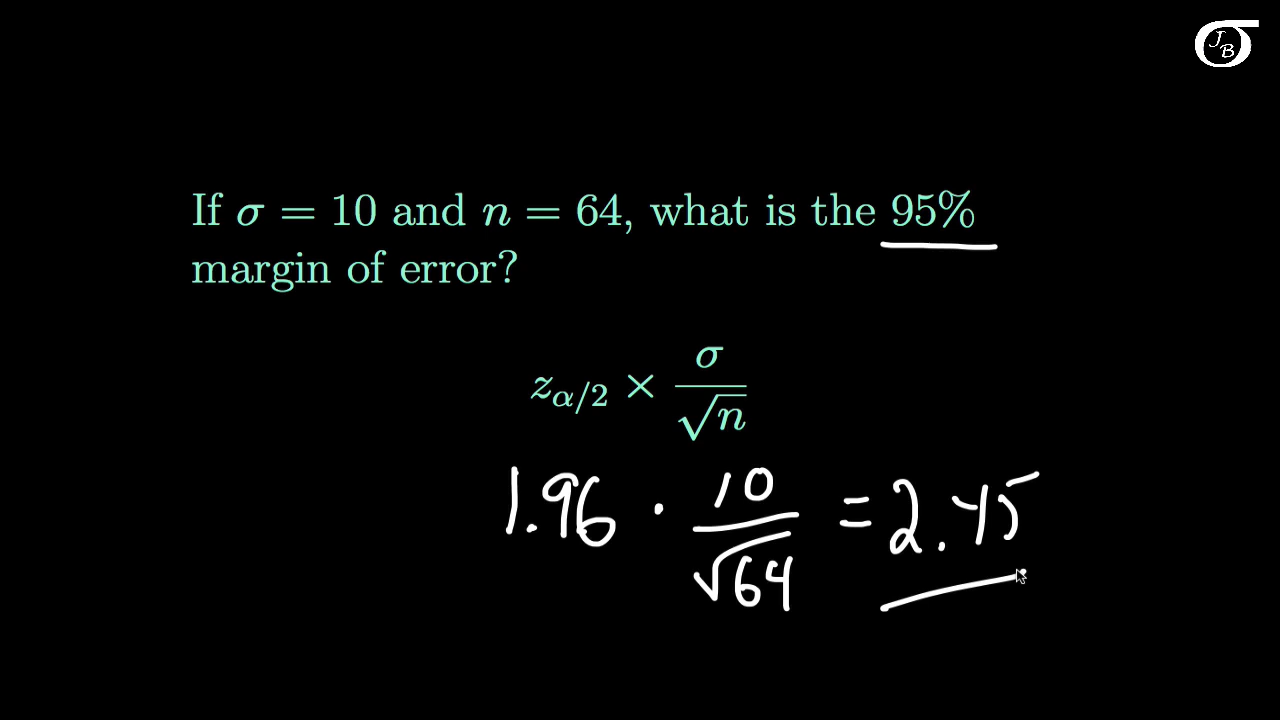 σ
J
B
If σ = 10 and n = 64, what is the 95%
margin of error?
z_{α/2} × σ/√n
1.96 · 10/√64 = 2.45